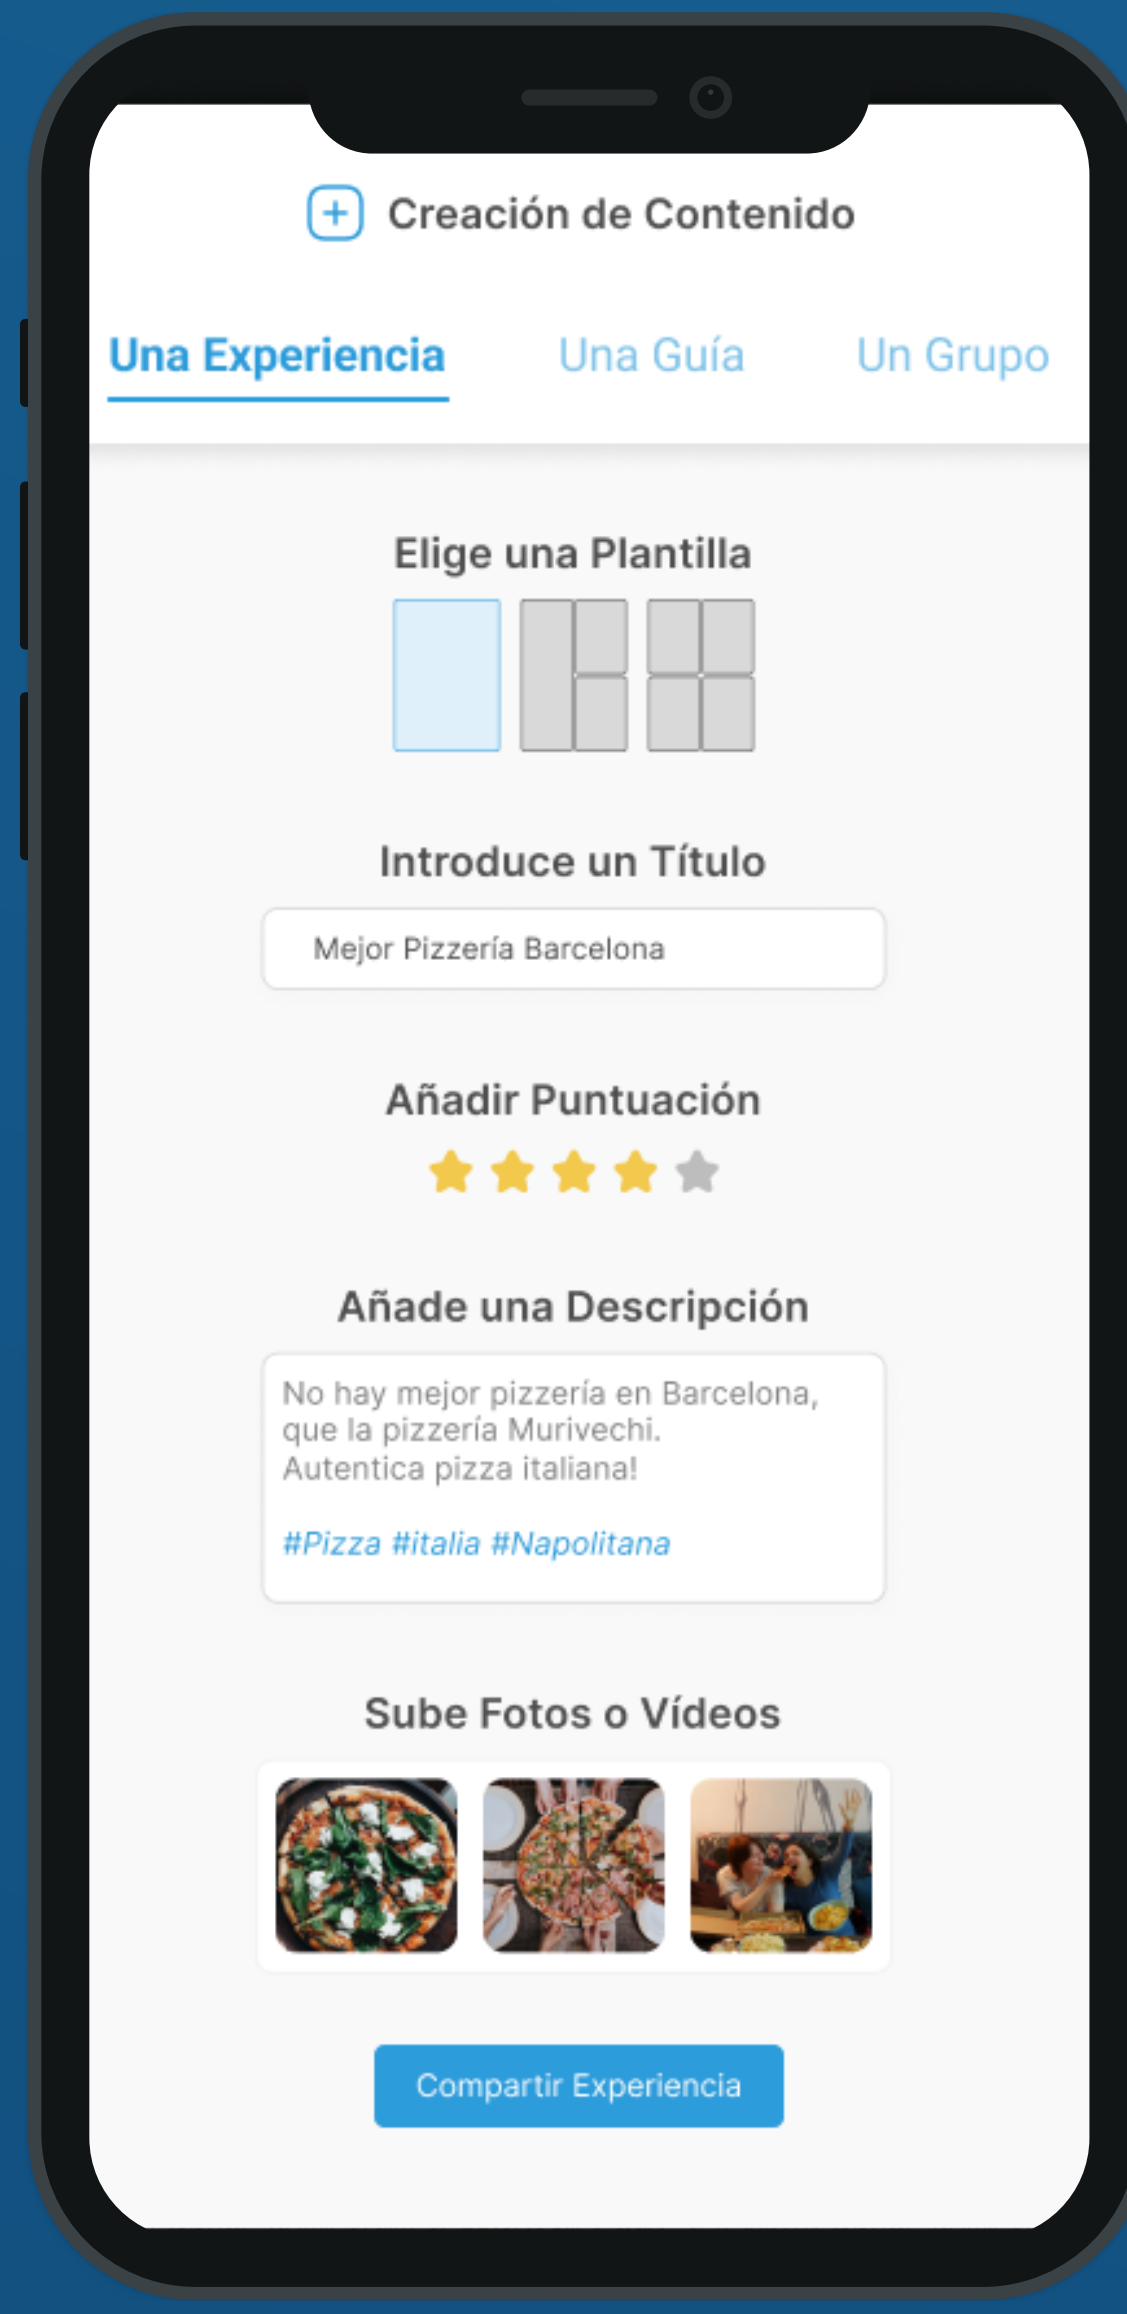 Creación de Contenido
Una Experiencia
Una Guía
Un Grupo
Elige una Plantilla
Introduce un Título
Mejor Pizzería Barcelona
Añadir Puntuación
Añade una Descripción
No hay mejor pizzería en Barcelona,
que la pizzería Murivechi.
Autentica pizza italiana!
#Pizza #italia #Napolitana
Sube Fotos o Vídeos
Compartir Experiencia